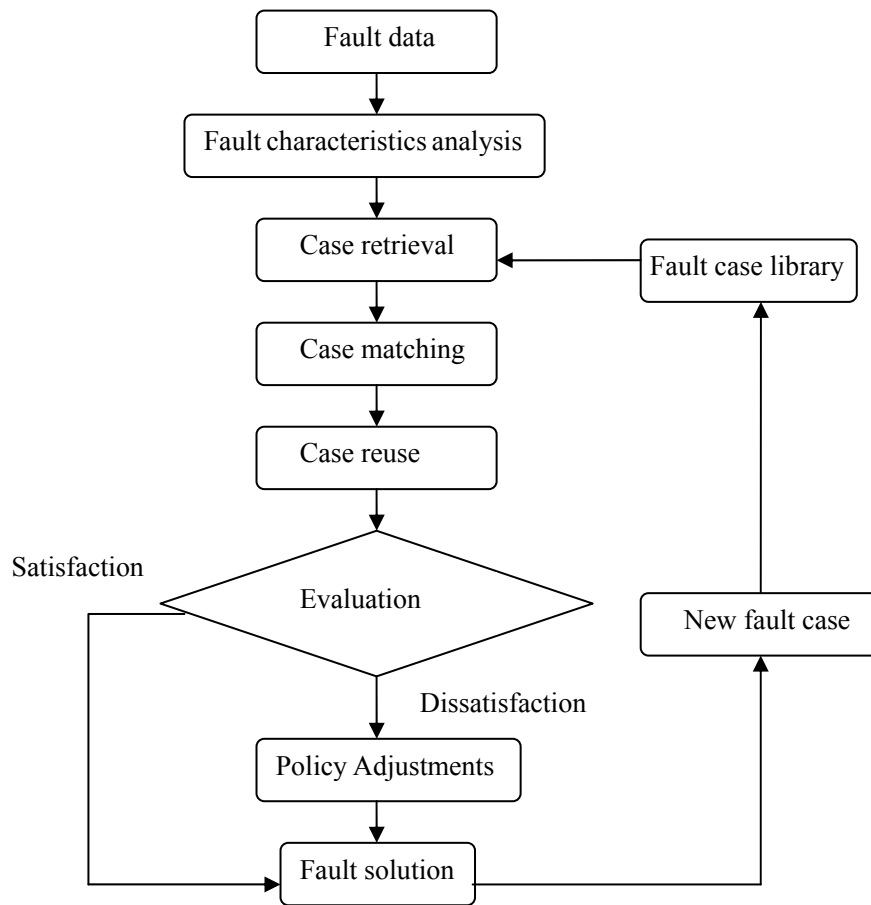 Fault data
Fault characteristics analysis
Case retrieval
Fault case library
Case matching
Case reuse
Satisfaction
Evaluation
New fault case
Dissatisfaction
Policy Adjustments
Fault solution